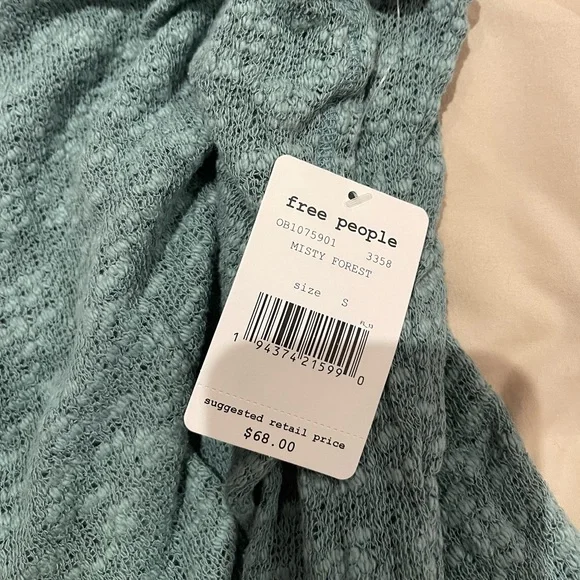 free people
OB1075901 3358
MISTY FOREST
size S
1 94374 21599 0
suggested retail price
$68.00